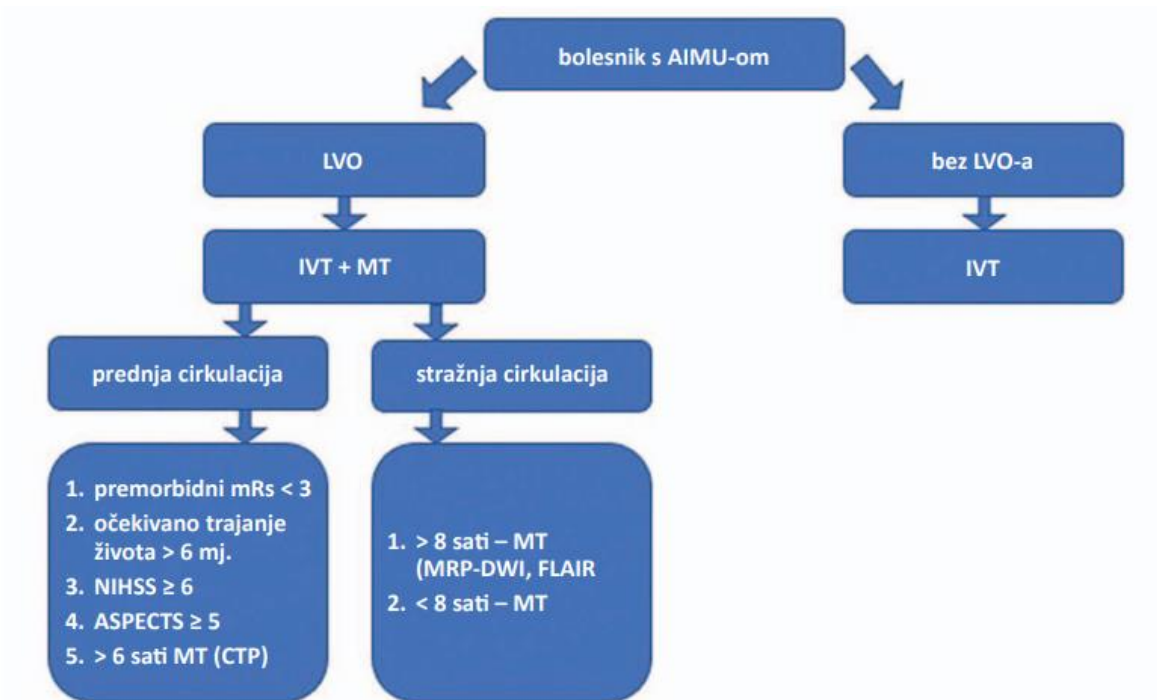 bolesnik s AIMU-om
LVO
bez LVO-a
IVT + MT
IVT
prednja cirkulacija
stražnja cirkulacija
1. premorbidni mRs < 3
2. očekivano trajanje
života > 6 mj.
3. NIHSS ≥ 6
4. ASPECTS ≥ 5
5. > 6 sati MT (CTP)
1. > 8 sati – MT
(MRP-DWI, FLAIR
2. < 8 sati – MT